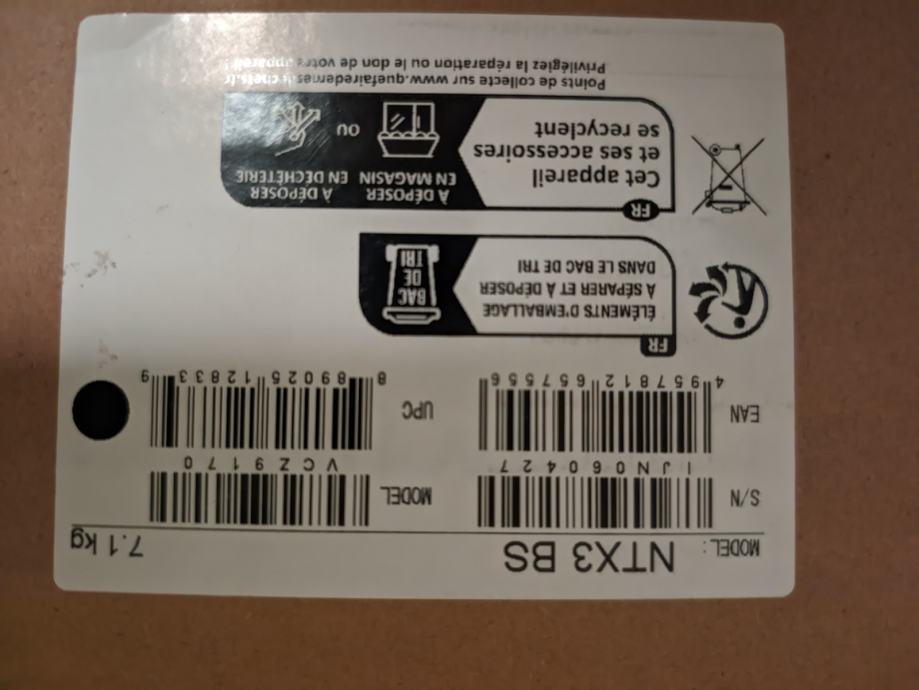 MODEL: NTX3 BS 7.1 kg
S/N IJN060427 MODEL VCZ9170
EAN 4 957812 657556 UPC 8 89025 12833 9
FR
ÉLÉMENTS D'EMBALLAGE
À SÉPARER ET À DÉPOSER
DANS LE BAC DE TRI
BAC
DE
TRI
FR
Cet appareil
et ses accessoires
se recyclent
À DÉPOSER
EN MAGASIN
OU
À DÉPOSER
EN DÉCHÈTERIE
Points de collecte sur www.quefairedemesdechets.fr
Privilégiez la réparation ou le don de votre appareil !